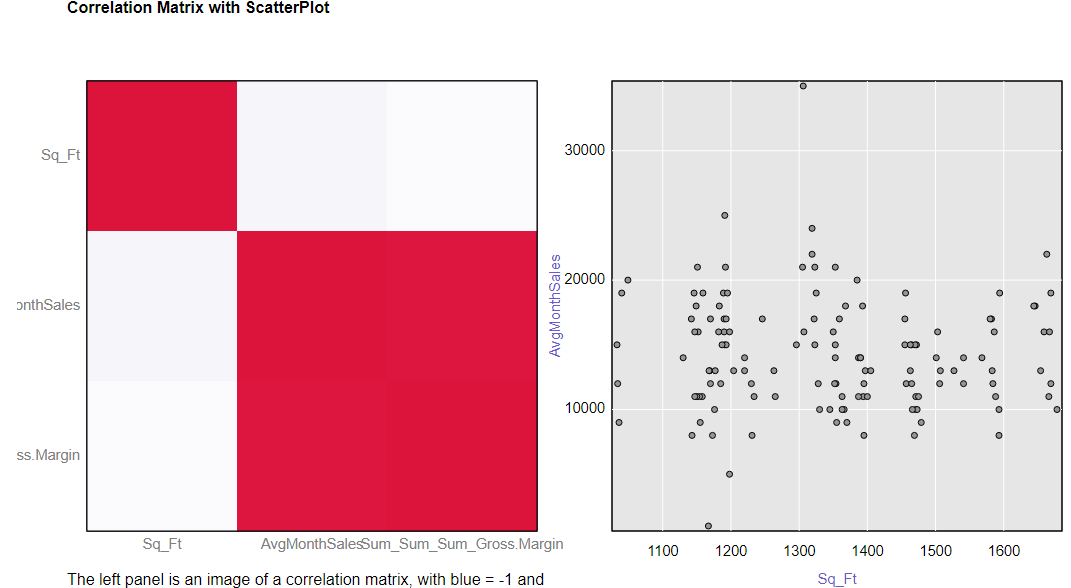 Correlation Matrix with ScatterPlot
Sq_Ft
onthSales
ss.Margin
Sq_Ft
AvgMonthSales
Sum_Sum_Sum_Gross.Margin
AvgMonthSales
30000
20000
10000
1100
1200
1300
1400
1500
1600
Sq_Ft
The left panel is an image of a correlation matrix, with blue = -1 and